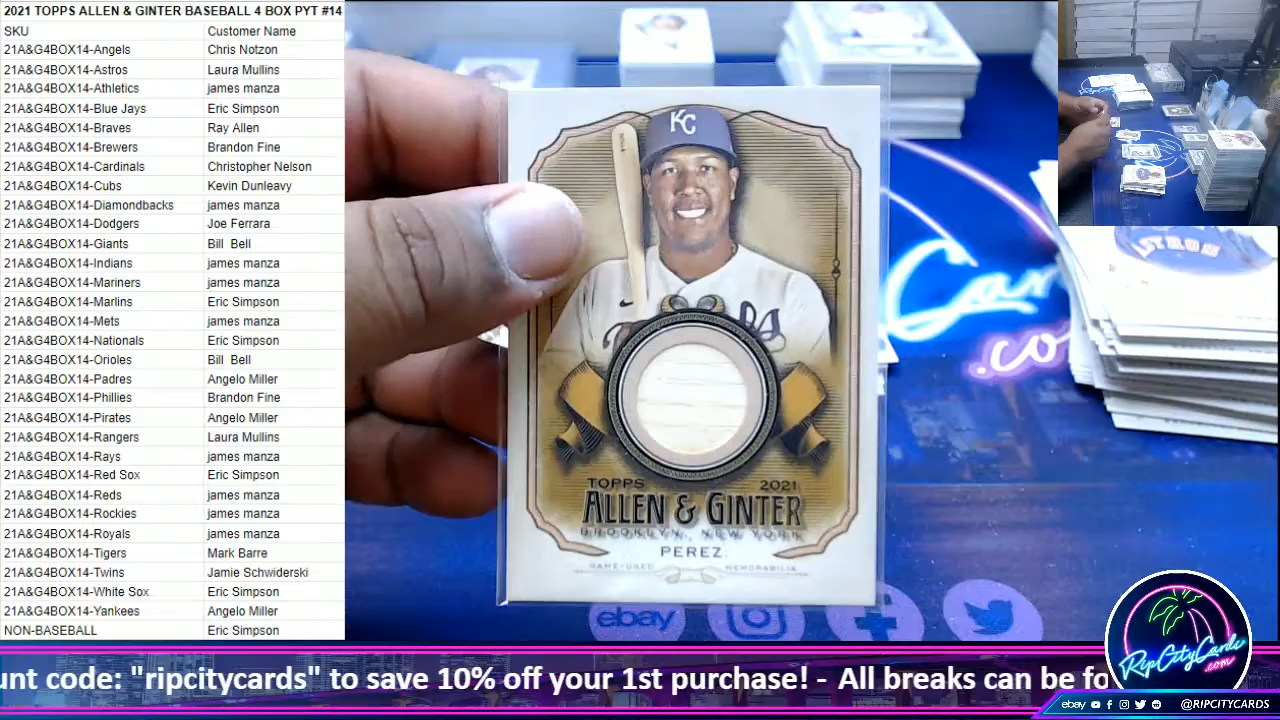 2021 TOPPS ALLEN & GINTER BASEBALL 4 BOX PYT #14
SKU Customer Name
21A&G4BOX14-Angels Chris Notzon
21A&G4BOX14-Astros Laura Mullins
21A&G4BOX14-Athletics james manza
21A&G4BOX14-Blue Jays Eric Simpson
21A&G4BOX14-Braves Ray Allen
21A&G4BOX14-Brewers Brandon Fine
21A&G4BOX14-Cardinals Christopher Nelson
21A&G4BOX14-Cubs Kevin Dunleavy
21A&G4BOX14-Diamondbacks james manza
21A&G4BOX14-Dodgers Joe Ferrara
21A&G4BOX14-Giants Bill Bell
21A&G4BOX14-Indians james manza
21A&G4BOX14-Mariners james manza
21A&G4BOX14-Marlins Eric Simpson
21A&G4BOX14-Mets james manza
21A&G4BOX14-Nationals Eric Simpson
21A&G4BOX14-Orioles Bill Bell
21A&G4BOX14-Padres Angelo Miller
21A&G4BOX14-Phillies Brandon Fine
21A&G4BOX14-Pirates Angelo Miller
21A&G4BOX14-Rangers Laura Mullins
21A&G4BOX14-Rays james manza
21A&G4BOX14-Red Sox Eric Simpson
21A&G4BOX14-Reds james manza
21A&G4BOX14-Rockies james manza
21A&G4BOX14-Royals james manza
21A&G4BOX14-Tigers Mark Barre
21A&G4BOX14-Twins Jamie Schwiderski
21A&G4BOX14-White Sox Eric Simpson
21A&G4BOX14-Yankees Angelo Miller
NON-BASEBALL Eric Simpson
KC
TOPPS 2021
ALLEN & GINTER
BROOKLYN, NEW YORK
PEREZ
GAME-USED MEMORABILIA
Car
.co
ASTROS
ebay
unt code: "ripcitycards" to save 10% off your 1st purchase! - All breaks can be fo
RipCityCards
.com
ebay @RIPCITYCARDS